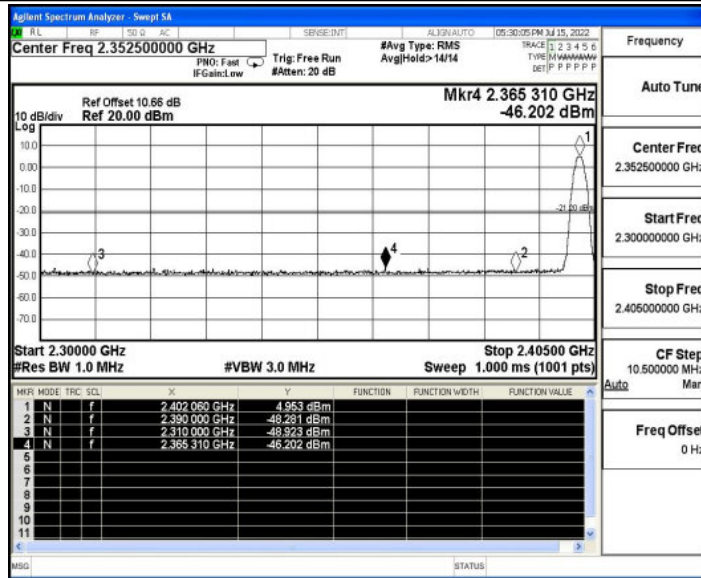 Agilent Spectrum Analyzer - Swept SA
RL RF 50 Ω AC SENSE:INT ALIGN AUTO 05:30:05 PM Jul 15, 2022
Center Freq 2.352500000 GHz
PNO: Fast
IFGain:Low
Trig: Free Run
#Atten: 20 dB
#Avg Type: RMS
Avg|Hold:> 14/14
TRACE 1 2 3 4 5 6
TYPE M
DET P P P P P P
Ref Offset 10.66 dB
10 dB/div Ref 20.00 dBm
Log
Mkr4 2.365 310 GHz
-46.202 dBm
10.0
0.00
-10.0
-20.0
-30.0
-40.0
-50.0
-60.0
-70.0
1
-21.20 dBm
3
4
2
Start 2.30000 GHz Stop 2.40500 GHz
#Res BW 1.0 MHz #VBW 3.0 MHz Sweep 1.000 ms (1001 pts)
MKR MODE TRC SCL X Y FUNCTION FUNCTION WIDTH FUNCTION VALUE
1 N f 2.402 060 GHz 4.953 dBm
2 N f 2.390 000 GHz -48.281 dBm
3 N f 2.310 000 GHz -48.923 dBm
4 N f 2.365 310 GHz -46.202 dBm
5
6
7
8
9
10
11
MSG STATUS
Frequency
Auto Tune
Center Freq
2.352500000 GHz
Start Freq
2.300000000 GHz
Stop Freq
2.405000000 GHz
CF Step
10.500000 MHz
Auto Man
Freq Offset
0 Hz